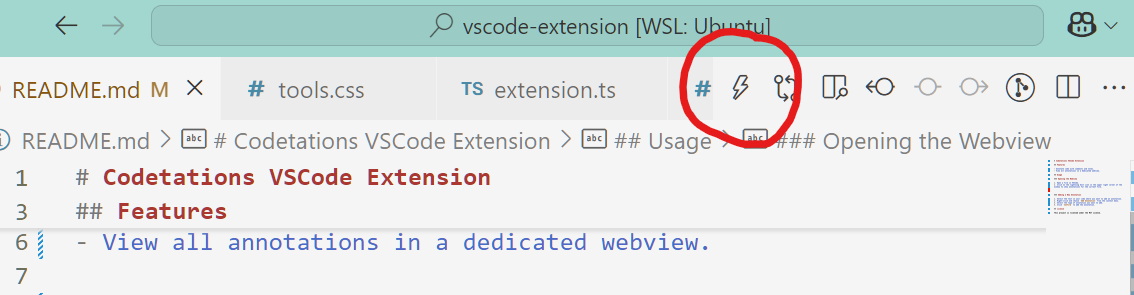 vscode-extension [WSL: Ubuntu]
README.md M # tools.css TS extension.ts #
README.md > abc # Codetations VSCode Extension > abc ## Usage > abc ### Opening the Webview
1 # Codetations VSCode Extension
3 ## Features
6 - View all annotations in a dedicated webview.
7